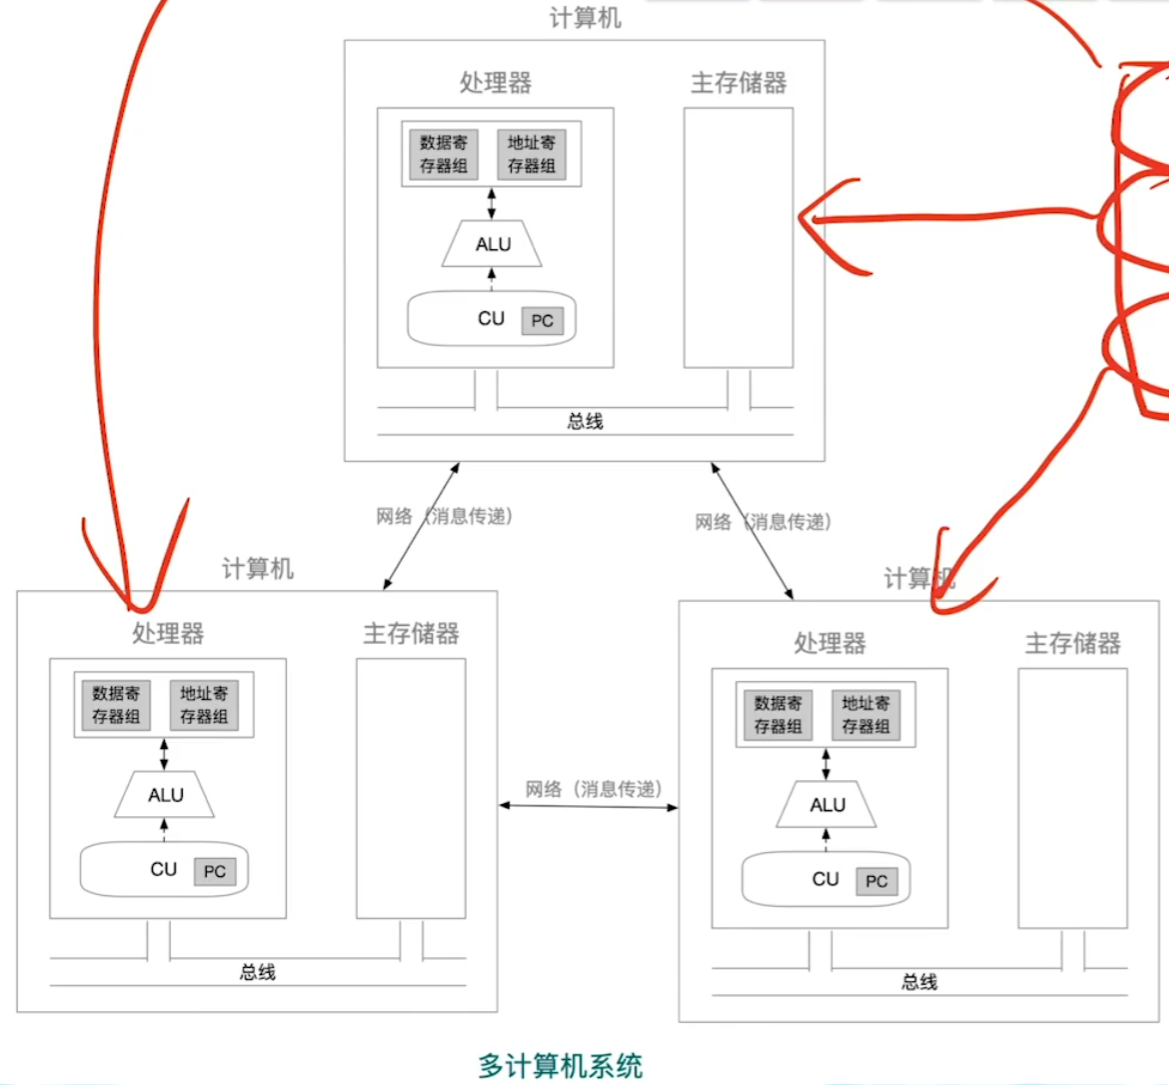 计算机
处理器
主存储器
数据寄
存器组
地址寄
存器组
ALU
CU
PC
总线
网络（消息传递）
网络（消息传递）
计算机
处理器
主存储器
数据寄
存器组
地址寄
存器组
ALU
CU
PC
总线
网络（消息传递）
计算机
处理器
主存储器
数据寄
存器组
地址寄
存器组
ALU
CU
PC
总线
多计算机系统